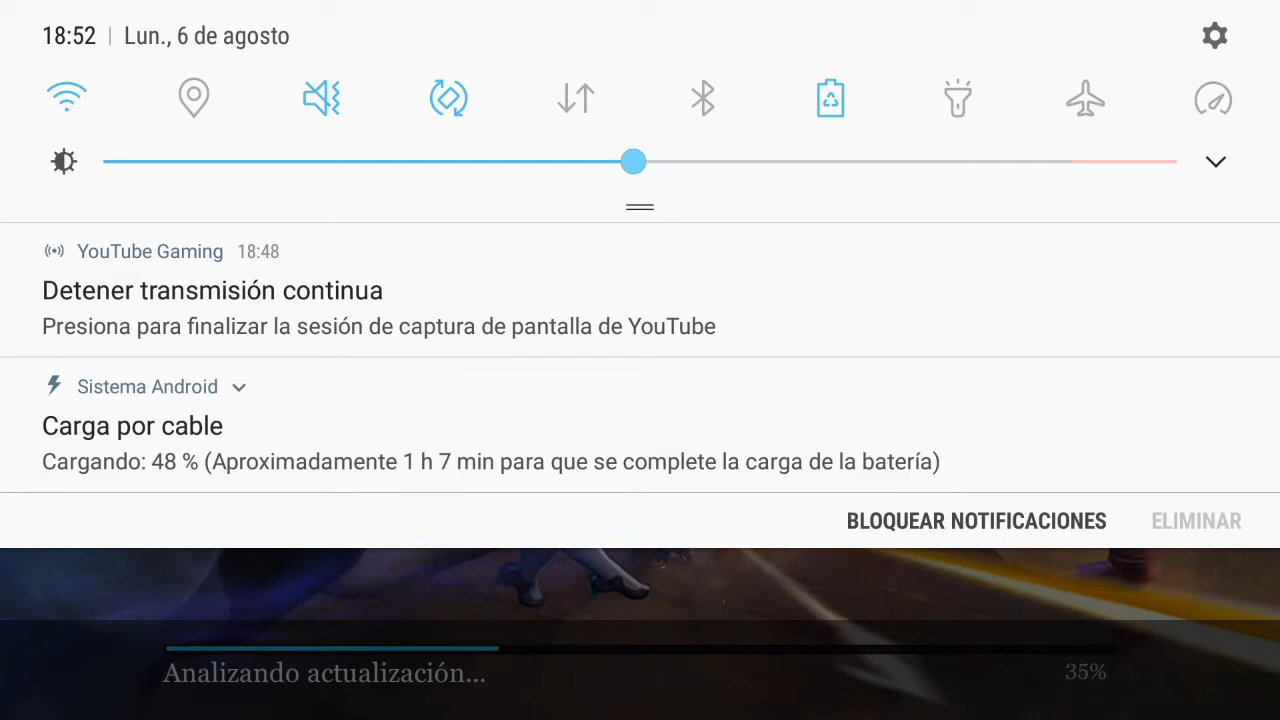 18:52 | Lun., 6 de agosto
YouTube Gaming 18:48
Detener transmisión continua
Presiona para finalizar la sesión de captura de pantalla de YouTube
Sistema Android
Carga por cable
Cargando: 48 % (Aproximadamente 1 h 7 min para que se complete la carga de la batería)
BLOQUEAR NOTIFICACIONES ELIMINAR
Analizando actualización... 35%